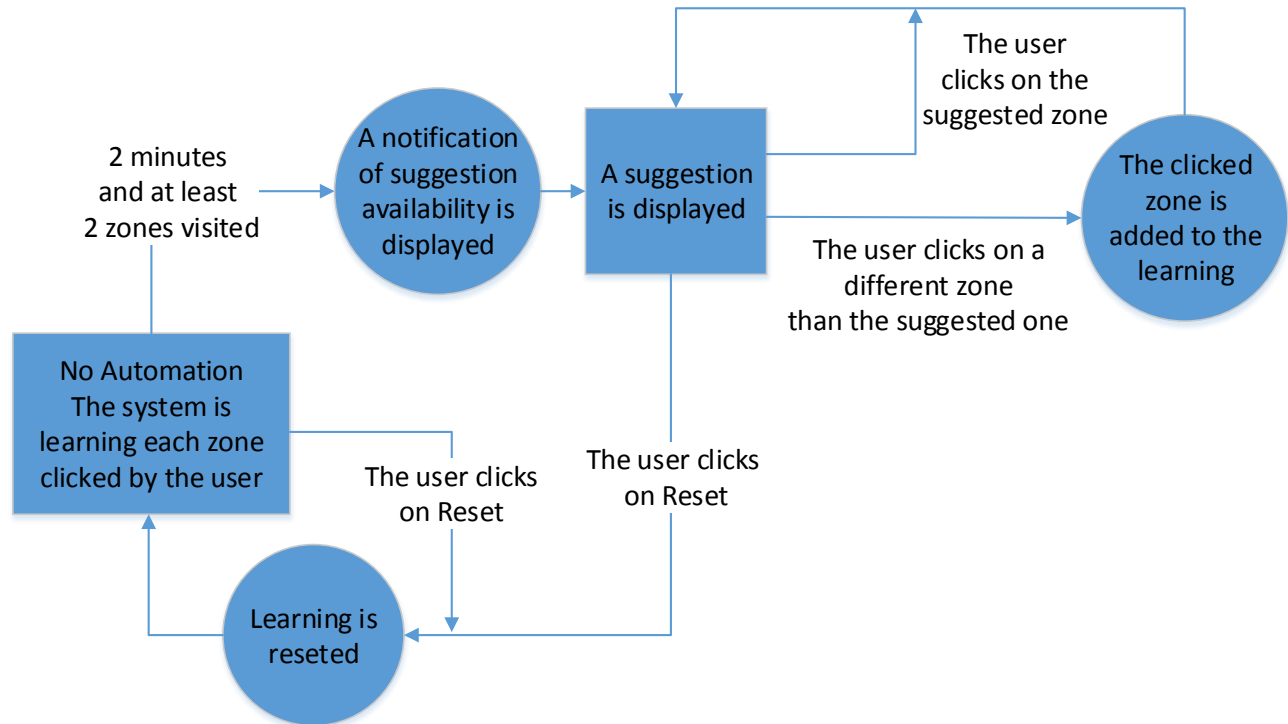 2 minutes
and at least
2 zones visited
A notification
of suggestion
availability is
displayed
A suggestion
is displayed
The user
clicks on the
suggested zone
The clicked
zone is
added to the
learning
The user clicks on a
different zone
than the suggested one
No Automation
The system is
learning each zone
clicked by the user
The user clicks
on Reset
The user clicks
on Reset
Learning is
reseted